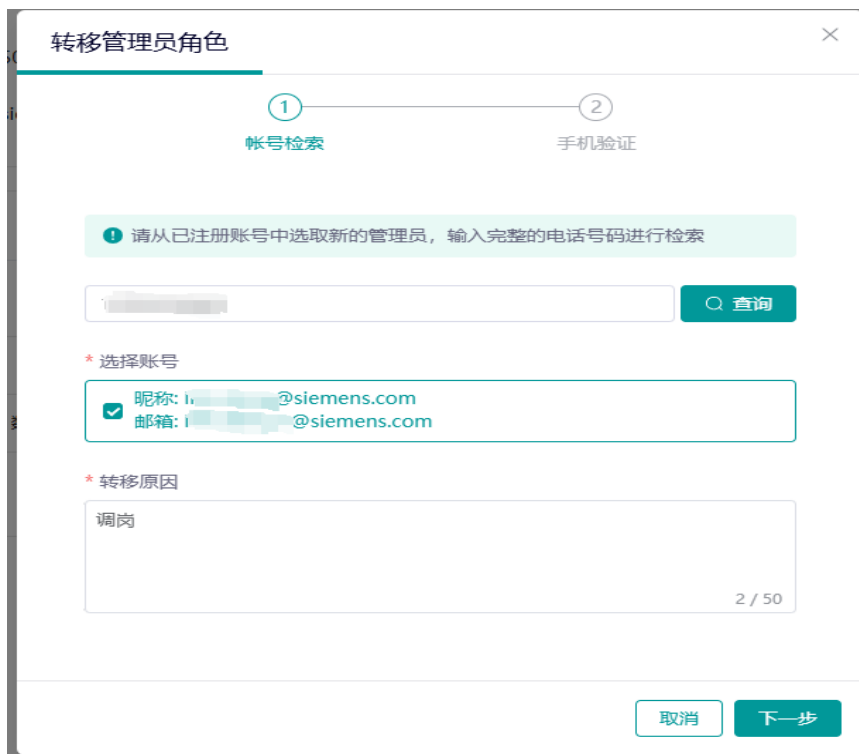 转移管理员角色
1
2
帐号检索
手机验证
请从已注册账号中选取新的管理员，输入完整的电话号码进行检索
查询
* 选择账号
昵称: i @siemens.com
邮箱: i @siemens.com
* 转移原因
调岗
2 / 50
取消
下一步